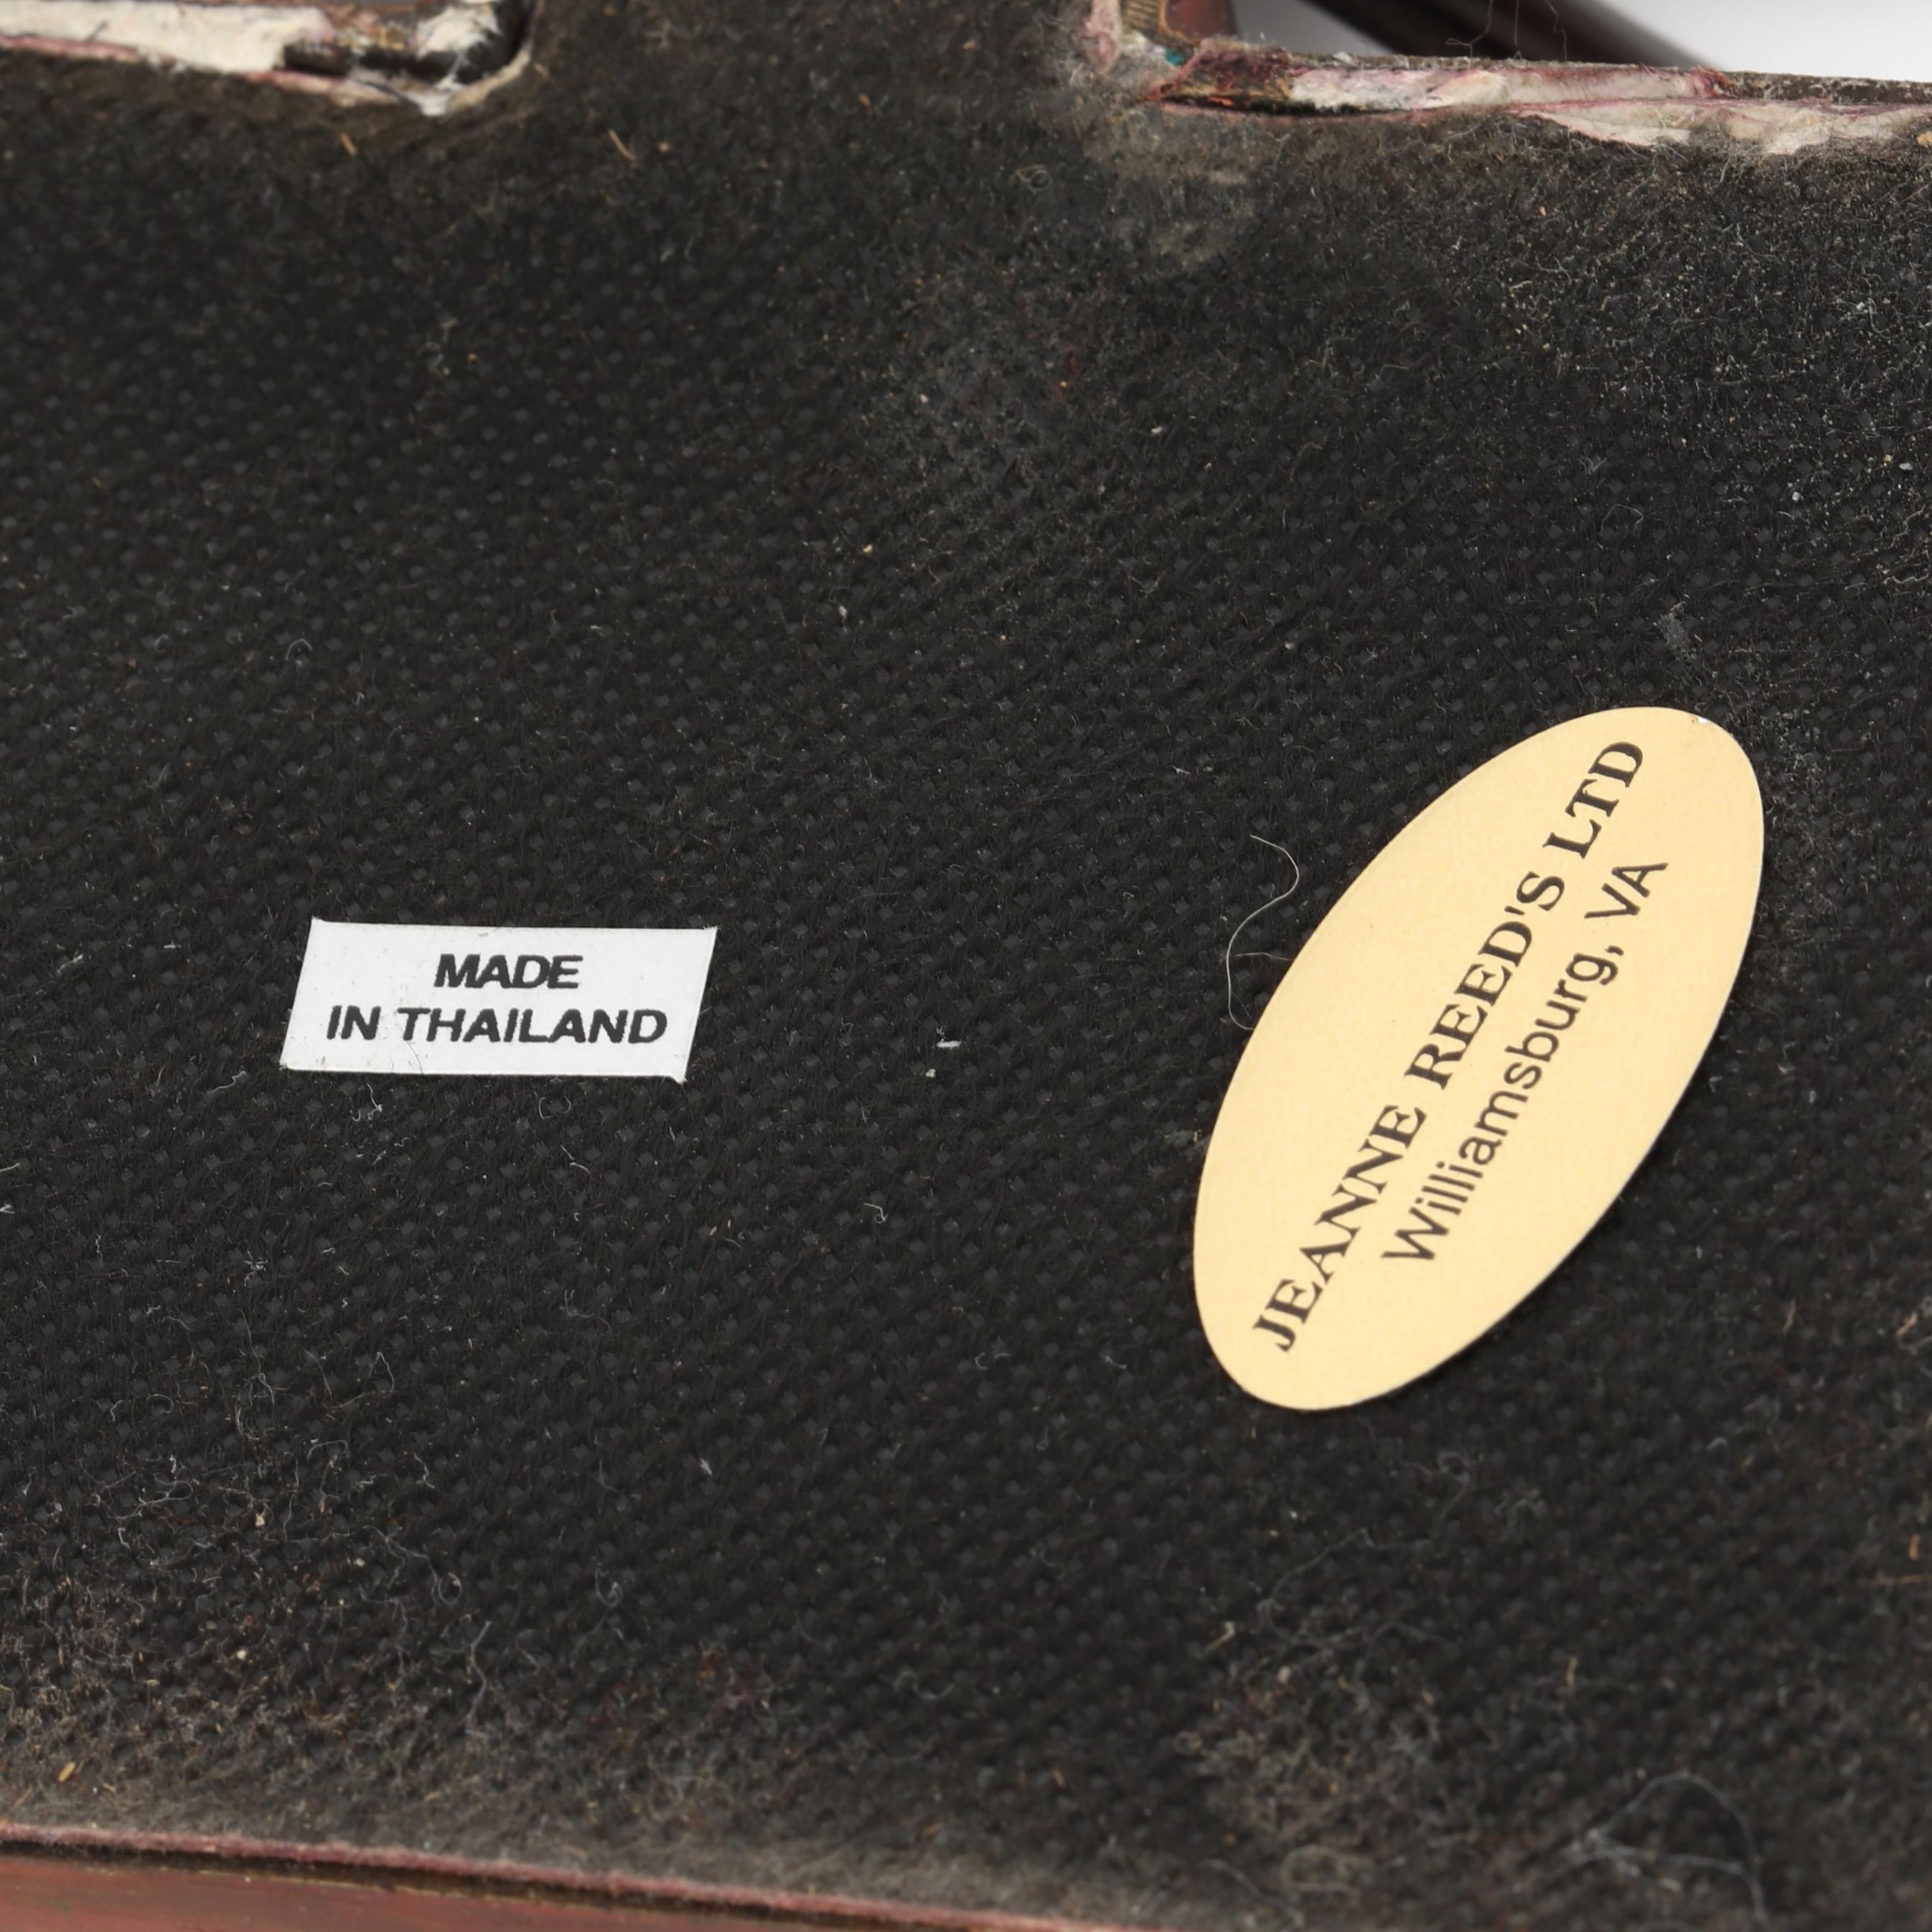 MADE
IN THAILAND
JEANNE REED'S LTD
Williamsburg, VA